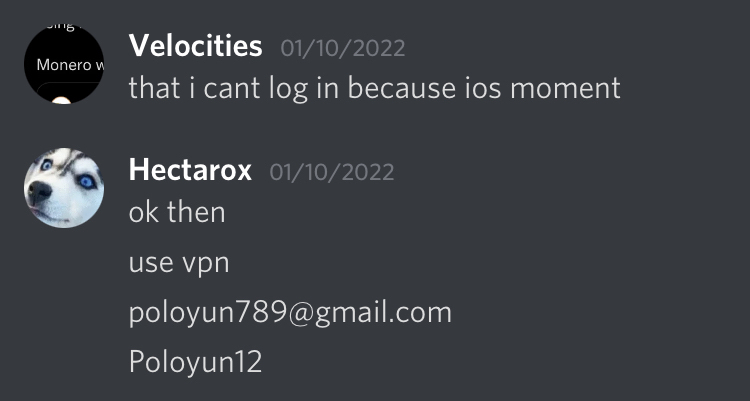 Monero w
Velocities 01/10/2022
that i cant log in because ios moment
Hectarox 01/10/2022
ok then
use vpn
poloyun789@gmail.com
Poloyun12